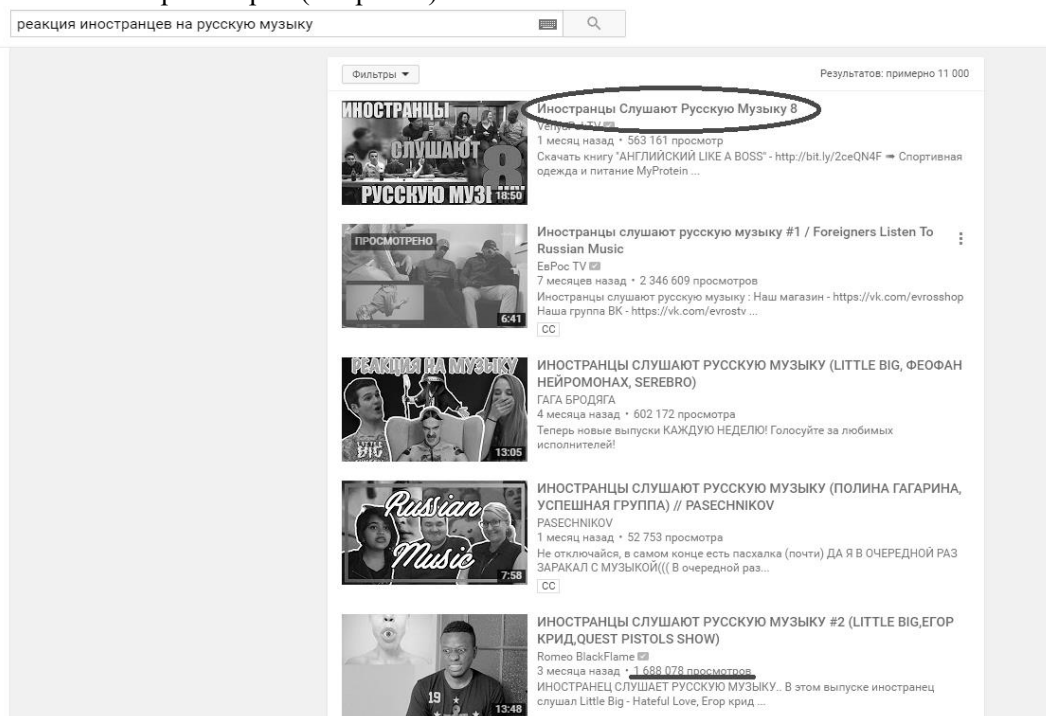 реакция иностранцев на русскую музыку
Фильтры
Результатов: примерно 11 000
ИНОСТРАНЦЫ
СЛУШАЮТ
8
РУССКУЮ
18:50
Иностранцы Слушают Русскую Музыку 8
1 месяц назад • 563 161 просмотр
Скачать книгу "АНГЛИЙСКИЙ LIKE A BOSS" - http://bit.ly/2ceQN4F ➠ Спортивная
одежда и питание MyProtein ...
ПРОСМОТРЕНО
6:41
Иностранцы слушают русскую музыку #1 / Foreigners Listen To
Russian Music
ЕвРос TV
7 месяцев назад • 2 346 609 просмотров
Иностранцы слушают русскую музыку : Наш магазин - https://vk.com/evrosshop
Наша группа ВК - https://vk.com/evrostv ...
CC
РЕАКЦИЯ НА МУЗЫКУ
13:05
ИНОСТРАНЦЫ СЛУШАЮТ РУССКУЮ МУЗЫКУ (LITTLE BIG, ФЕОФАН
НЕЙРОМОНАХ, SEREBRO)
ГАГА БРОДЯГА
4 месяца назад • 602 172 просмотра
Теперь новые выпуски КАЖДУЮ НЕДЕЛЮ! Голосуйте за любимых
исполнителей!
Russian
Music
7:58
ИНОСТРАНЦЫ СЛУШАЮТ РУССКУЮ МУЗЫКУ (ПОЛИНА ГАГАРИНА,
УСПЕШНАЯ ГРУППА) // PASECHNIKOV
PASECHNIKOV
1 месяц назад • 52 753 просмотра
Не отключайся, в самом конце есть пасхалка (почти) ДА Я В ОЧЕРЕДНОЙ РАЗ
ЗАРАКАЛ С МУЗЫКОЙ((( В очередной раз...
CC
19
13:48
ИНОСТРАНЦЫ СЛУШАЮТ РУССКУЮ МУЗЫКУ #2 (LITTLE BIG,ЕГОР
КРИД,QUEST PISTOLS SHOW)
Romeo BlackFlame
3 месяца назад • 1 688 078 просмотров
ИНОСТРАНЕЦ СЛУШАЕТ РУССКУЮ МУЗЫКУ.. В этом выпуске иностранец
слушал Little Big - Hateful Love, Егор крид ...